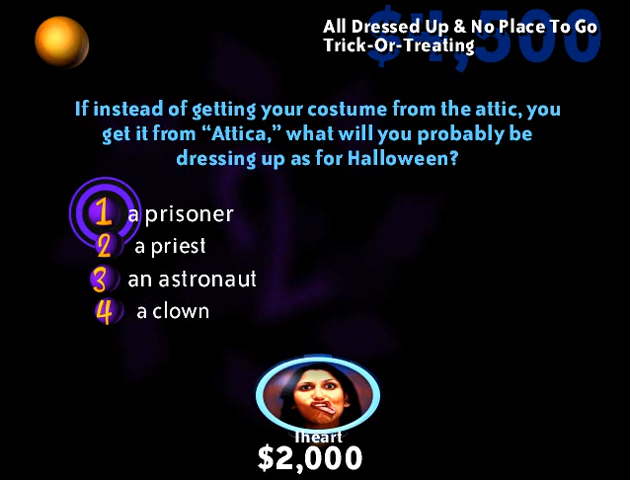 $4,500
All Dressed Up & No Place To Go
Trick-Or-Treating
If instead of getting your costume from the attic, you
get it from “Attica,” what will you probably be
dressing up as for Halloween?
1 a prisoner
2 a priest
3 an astronaut
4 a clown
Iheart
$2,000